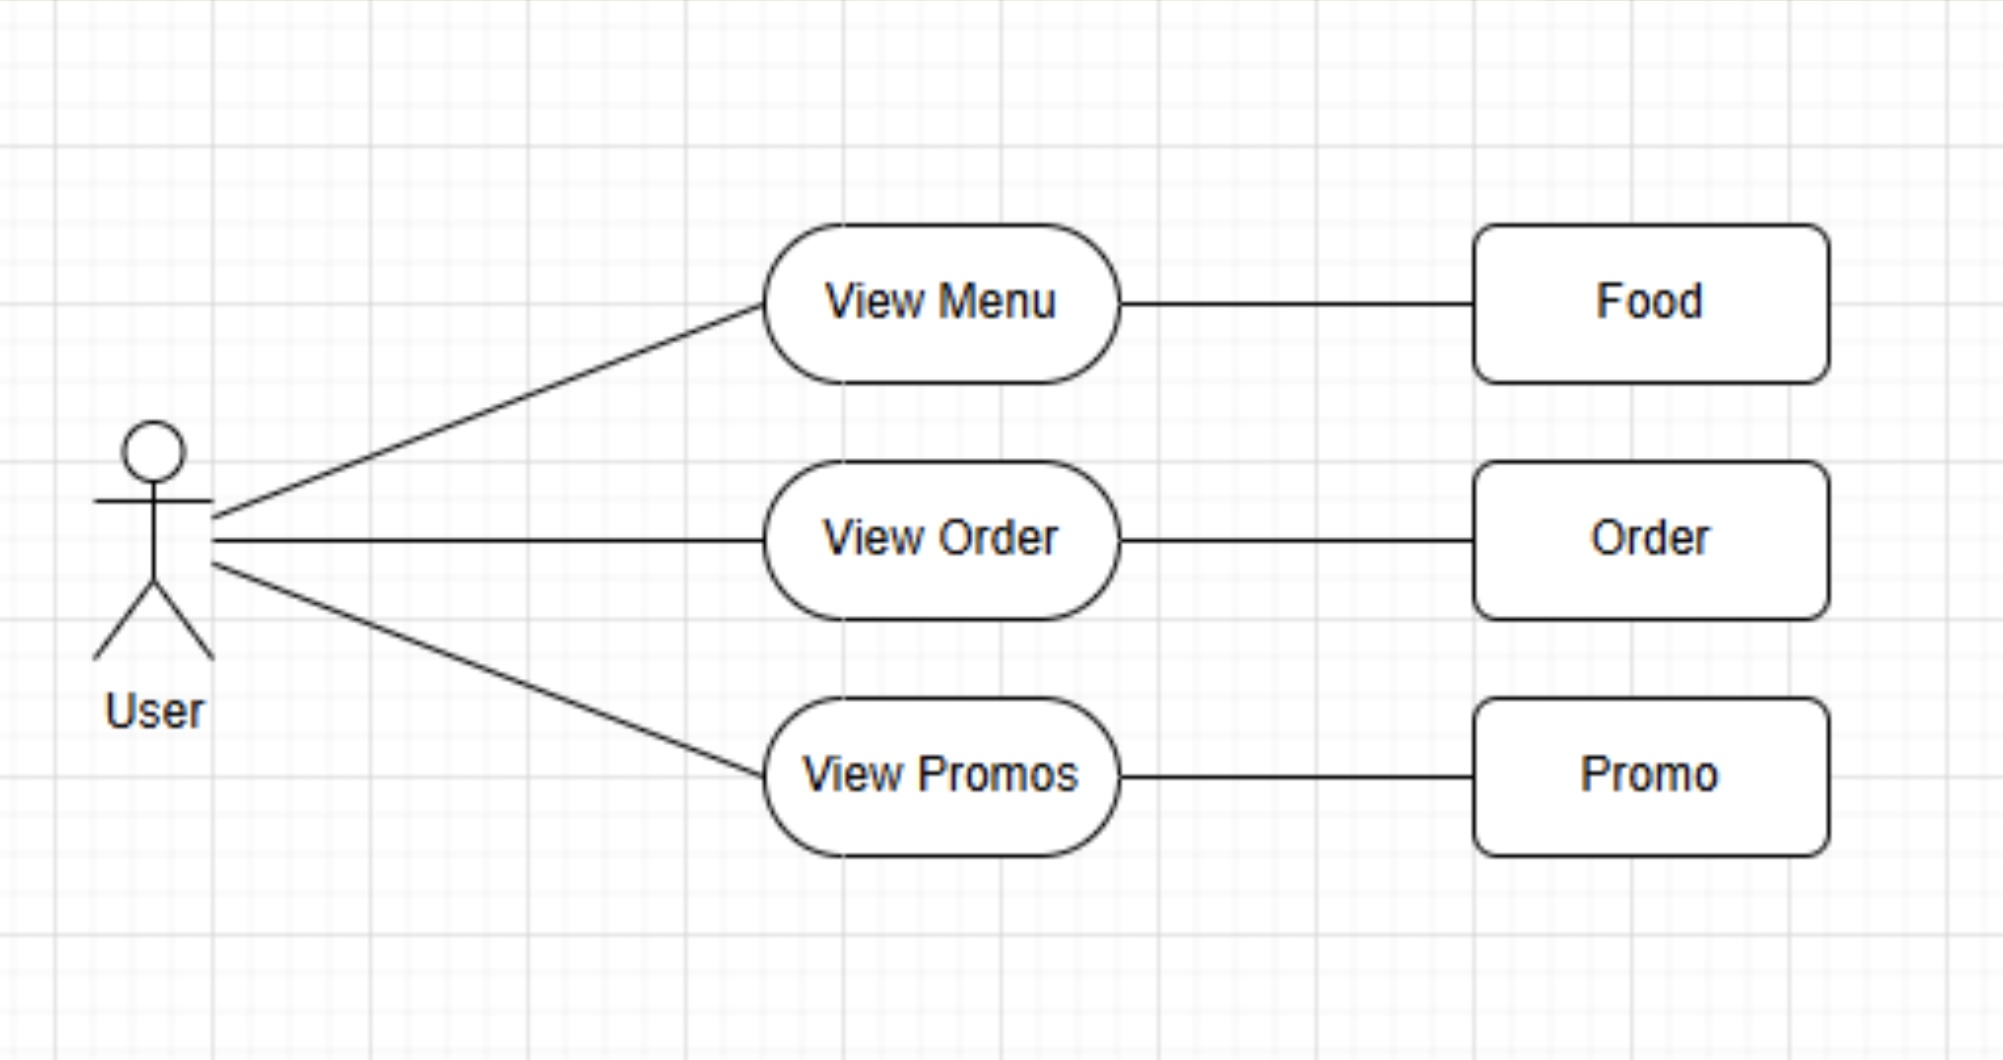 View Menu
Food
View Order
Order
User
View Promos
Promo